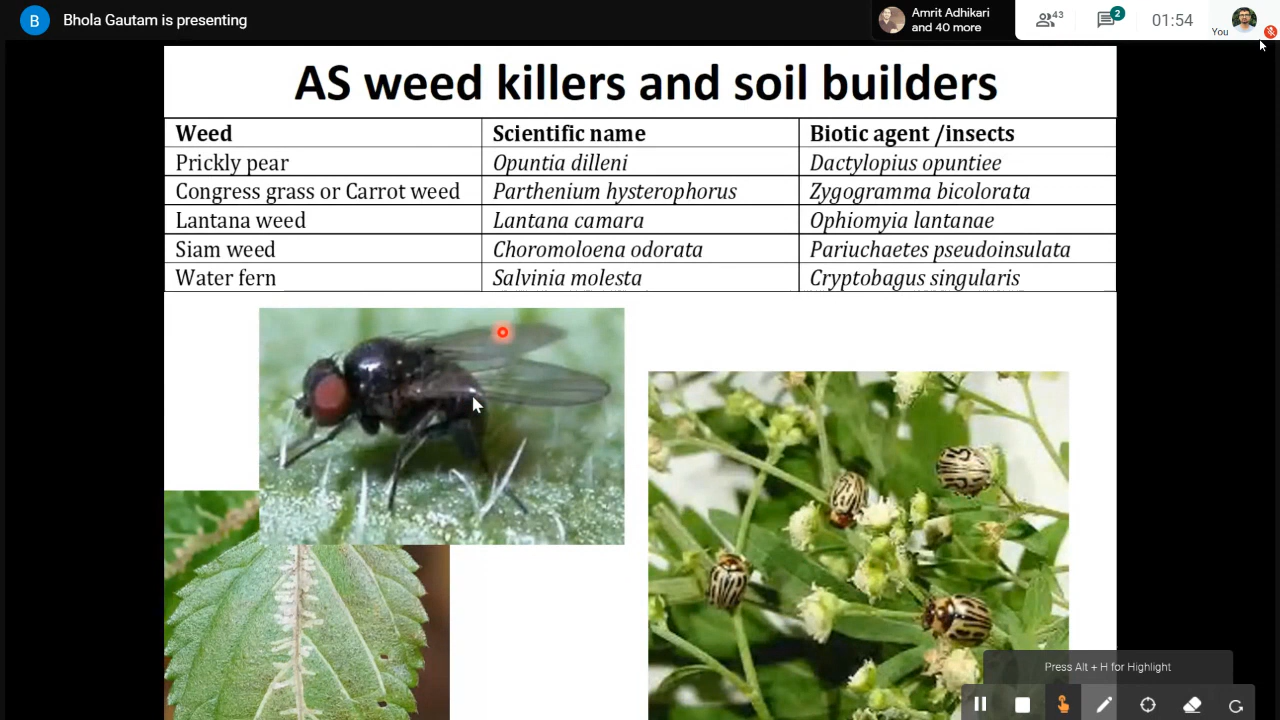 B Bhola Gautam is presenting
Amrit Adhikari
and 40 more
43
2
01:54
You
AS weed killers and soil builders
Weed Scientific name Biotic agent /insects
Prickly pear Opuntia dilleni Dactylopius opuntiee
Congress grass or Carrot weed Parthenium hysterophorus Zygogramma bicolorata
Lantana weed Lantana camara Ophiomyia lantanae
Siam weed Choromoloena odorata Pariuchaetes pseudoinsulata
Water fern Salvinia molesta Cryptobagus singularis
Press Alt + H for Highlight